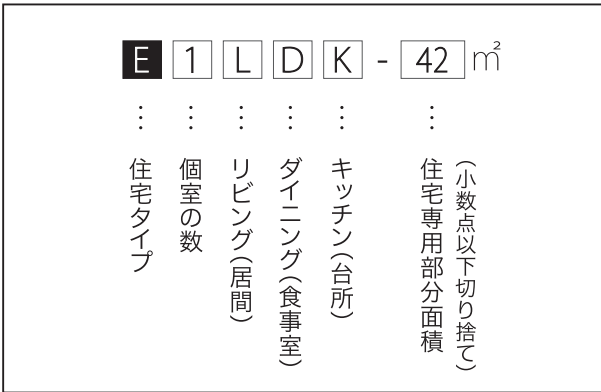 E 1 L D K - 42 ㎡
住宅タイプ
個室の数
リビング(居間)
ダイニング(食事室)
キッチン(台所)
住宅専用部分面積
(小数点以下切り捨て)